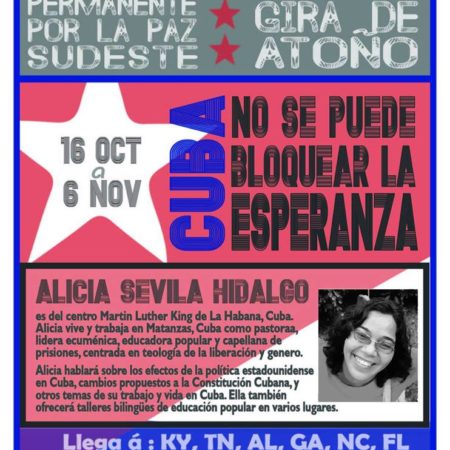 PERMANENTE
POR LA PAZ
SUDESTE
GIRA DE
ATOÑO
16 OCT
a
6 NOV
CUBA
NO SE PUEDE
BLOQUEAR LA
ESPERANZA
ALICIA SEVILA HIDALGO
es del centro Martin Luther King de La Habana, Cuba.
Alicia vive y trabaja en Matanzas, Cuba como pastoraa,
lidera ecuménica, educadora popular y capellana de
prisiones, centrada en teología de la liberación y genero.
Alicia hablará sobre los efectos de la política estadounidense
en Cuba, cambios propuestos a la Constitución Cubana, y
otros temas de su trabajo y vida en Cuba. Ella también
ofrecerá talleres bilingües de educación popular en varios lugares.
Llega á : KY, TN, AL, GA, NC, FL